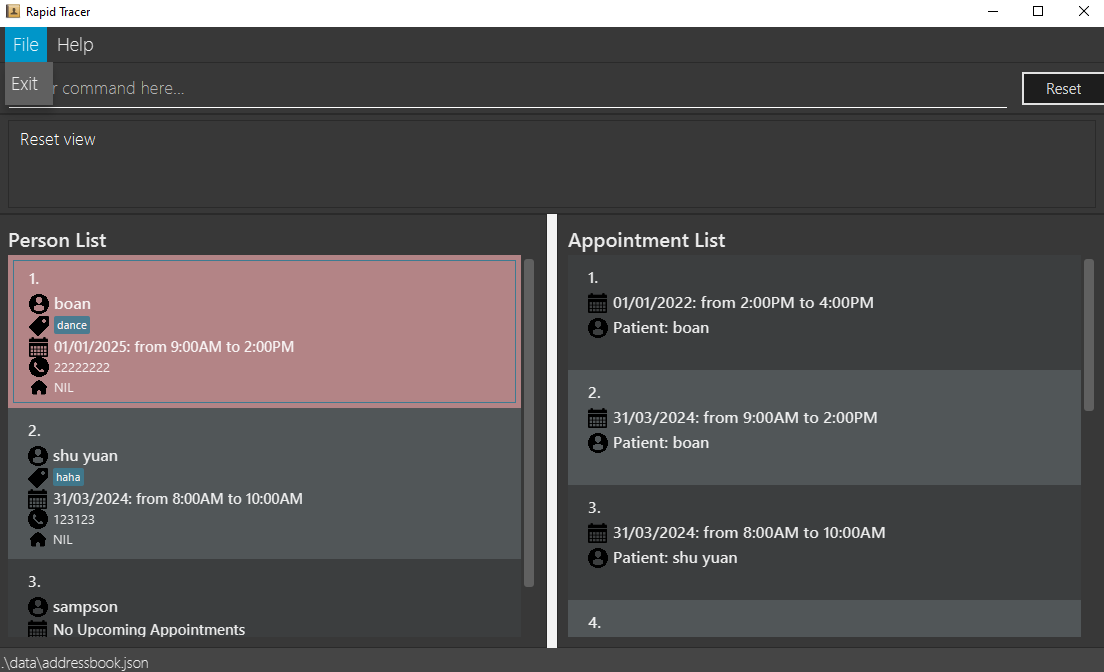 Rapid Tracer
File Help
Exit
r command here...
Reset
Reset view
Person List
1.
boan
dance
01/01/2025: from 9:00AM to 2:00PM
22222222
NIL
2.
shu yuan
haha
31/03/2024: from 8:00AM to 10:00AM
123123
NIL
3.
sampson
No Upcoming Appointments
Appointment List
1.
01/01/2022: from 2:00PM to 4:00PM
Patient: boan
2.
31/03/2024: from 9:00AM to 2:00PM
Patient: boan
3.
31/03/2024: from 8:00AM to 10:00AM
Patient: shu yuan
4.
.\data\addressbook.json